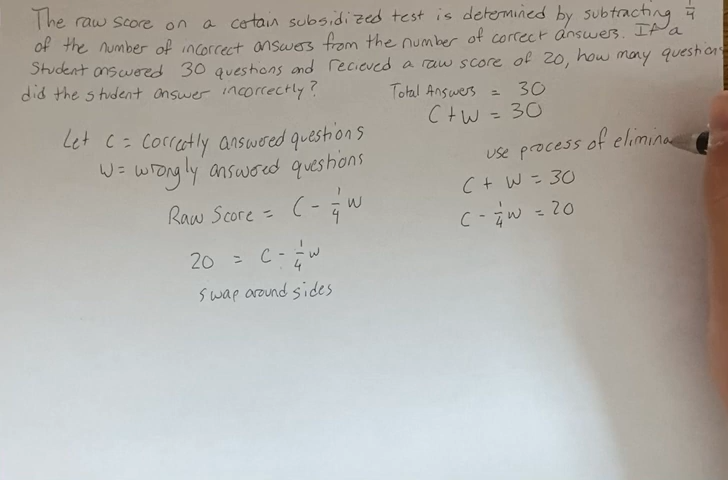 The raw score on a cetain subsidized test is determined by subtracting 1/4
of the number of incorrect answers from the number of correct answers. If a
Student answered 30 questions and recieved a raw score of 20, how many questions
did the student answer incorrectly?
Total Answers = 30
C + W = 30
Let C = Correctly answered questions
W = wrongly answered questions
Raw Score = C - 1/4 W
20 = C - 1/4 W
Swap around sides
use process of elimina
C + W = 30
C - 1/4 W = 20